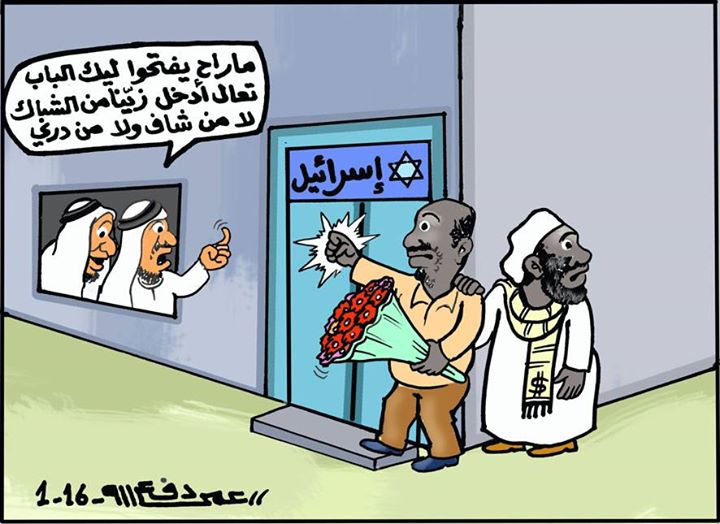 ماراح يفتحوا ليك الباب
تعال أدخل زيّنا من الشباك
لا من شاف ولا من دري
إسرائيل
$
عمر دفع الله 9-16-1